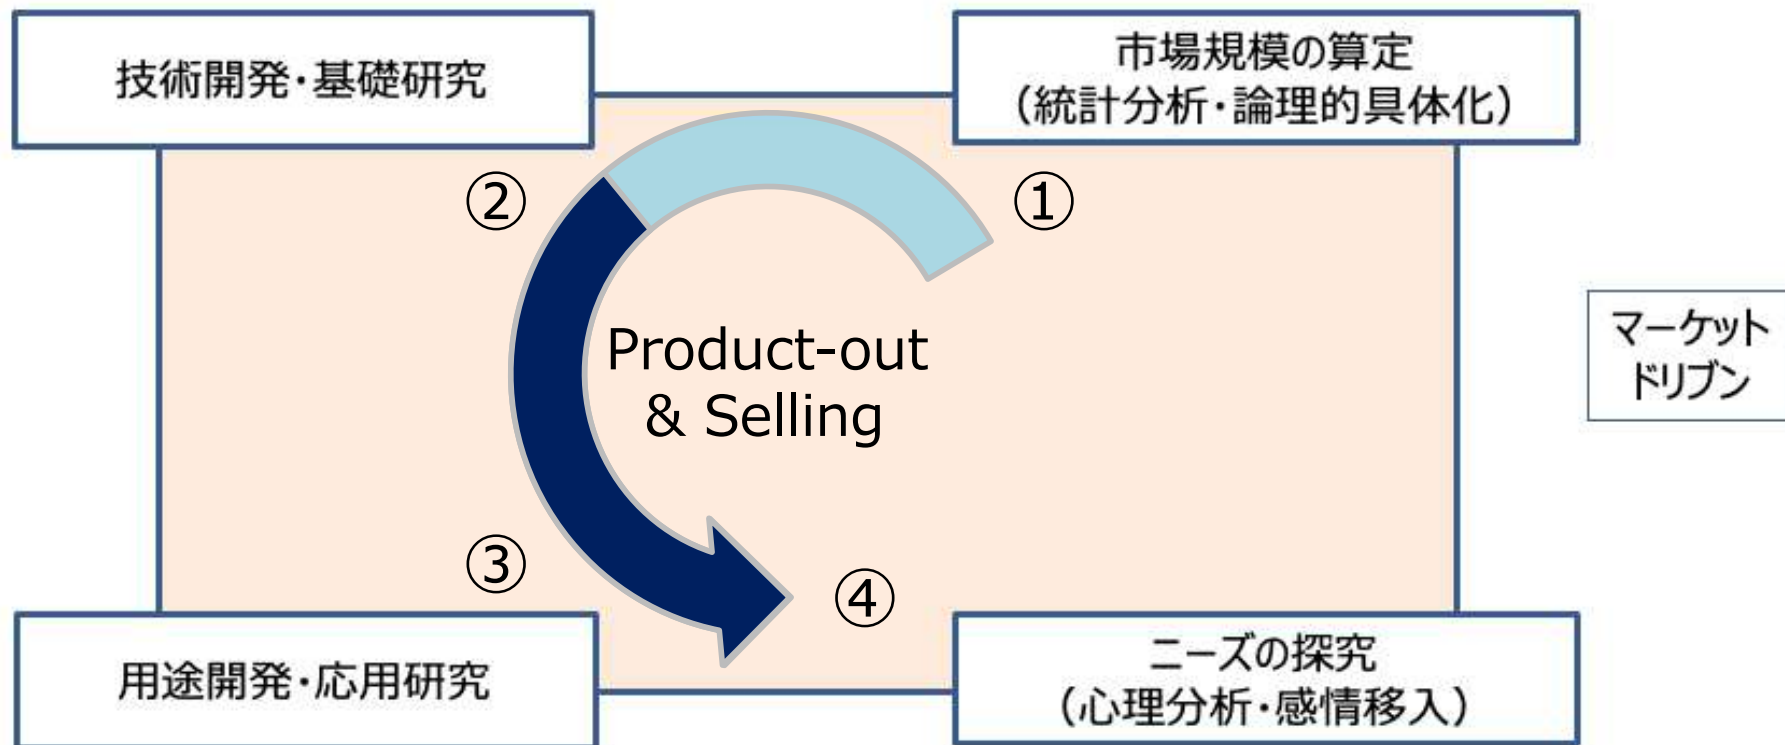 技術開発・基礎研究
市場規模の算定
（統計分析・論理的具体化）
②
①
Product-out
& Selling
マーケット
ドリブン
③
④
用途開発・応用研究
ニーズの探究
（心理分析・感情移入）